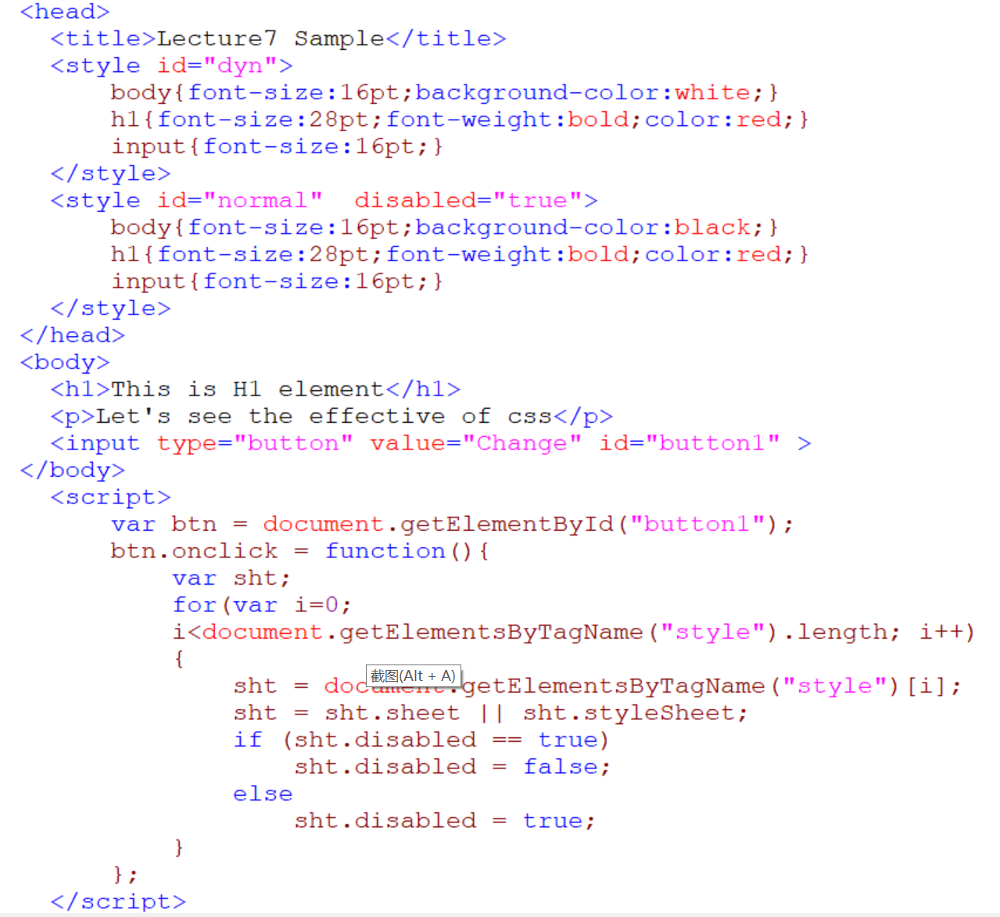 <head>
<title>Lecture7 Sample</title>
<style id="dyn">
body{font-size:16pt;background-color:white;}
h1{font-size:28pt;font-weight:bold;color:red;}
input{font-size:16pt;}
</style>
<style id="normal"  disabled="true">
body{font-size:16pt;background-color:black;}
h1{font-size:28pt;font-weight:bold;color:red;}
input{font-size:16pt;}
</style>
</head>
<body>
<h1>This is H1 element</h1>
<p>Let's see the effective of css</p>
<input type="button" value="Change" id="button1" >
</body>
<script>
var btn = document.getElementById("button1");
btn.onclick = function(){
var sht;
for(var i=0;
i<document.getElementsByTagName("style").length; i++)
{
截图(Alt + A)
sht = document.getElementsByTagName("style")[i];
sht = sht.sheet || sht.styleSheet;
if (sht.disabled == true)
sht.disabled = false;
else
sht.disabled = true;
}
};
</script>